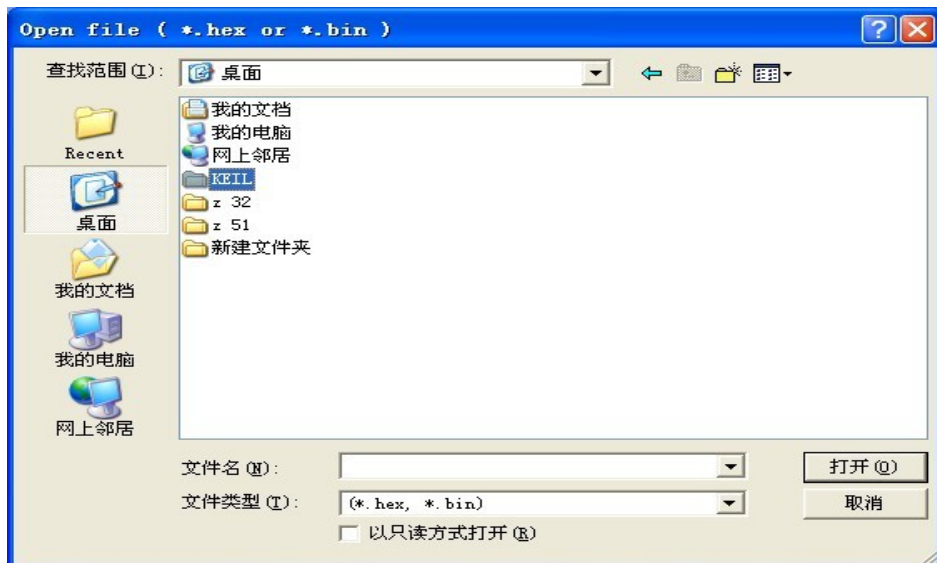 Open file ( *.hex or *.bin )
查找范围(I):
桌面
Recent
桌面
我的文档
我的电脑
网上邻居
我的文档
我的电脑
网上邻居
KEIL
z 32
z 51
新建文件夹
文件名(N):
打开(O)
文件类型(T):
(*.hex, *.bin)
取消
以只读方式打开(R)